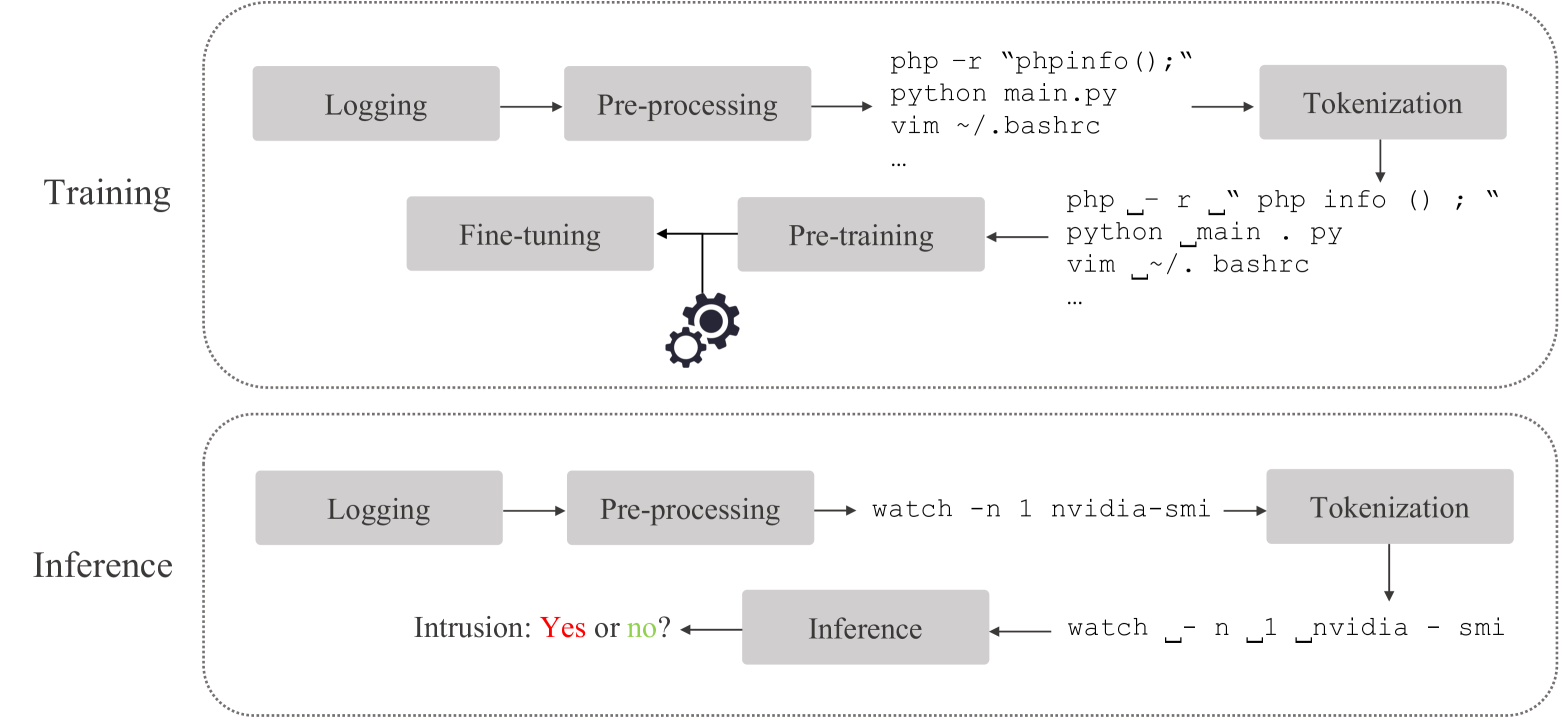 Training
Logging
Pre-processing
php –r “phpinfo();“
python main.py
vim ~/.bashrc
…
Tokenization
php ␣– r ␣“ php info () ; “
python ␣main . py
vim ␣~/. bashrc
…
Pre-training
Fine-tuning
Inference
Logging
Pre-processing
watch -n 1 nvidia-smi
Tokenization
watch ␣- n ␣1 ␣nvidia - smi
Inference
Intrusion: Yes or no?